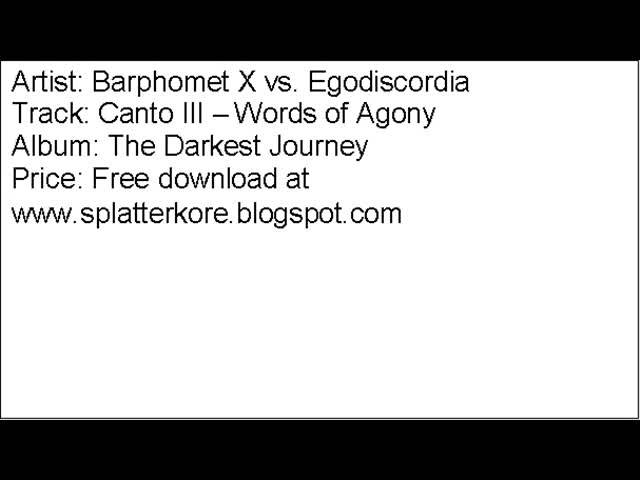 Artist: Barphomet X vs. Egodiscordia
Track: Canto III – Words of Agony
Album: The Darkest Journey
Price: Free download at
www.splatterkore.blogspot.com